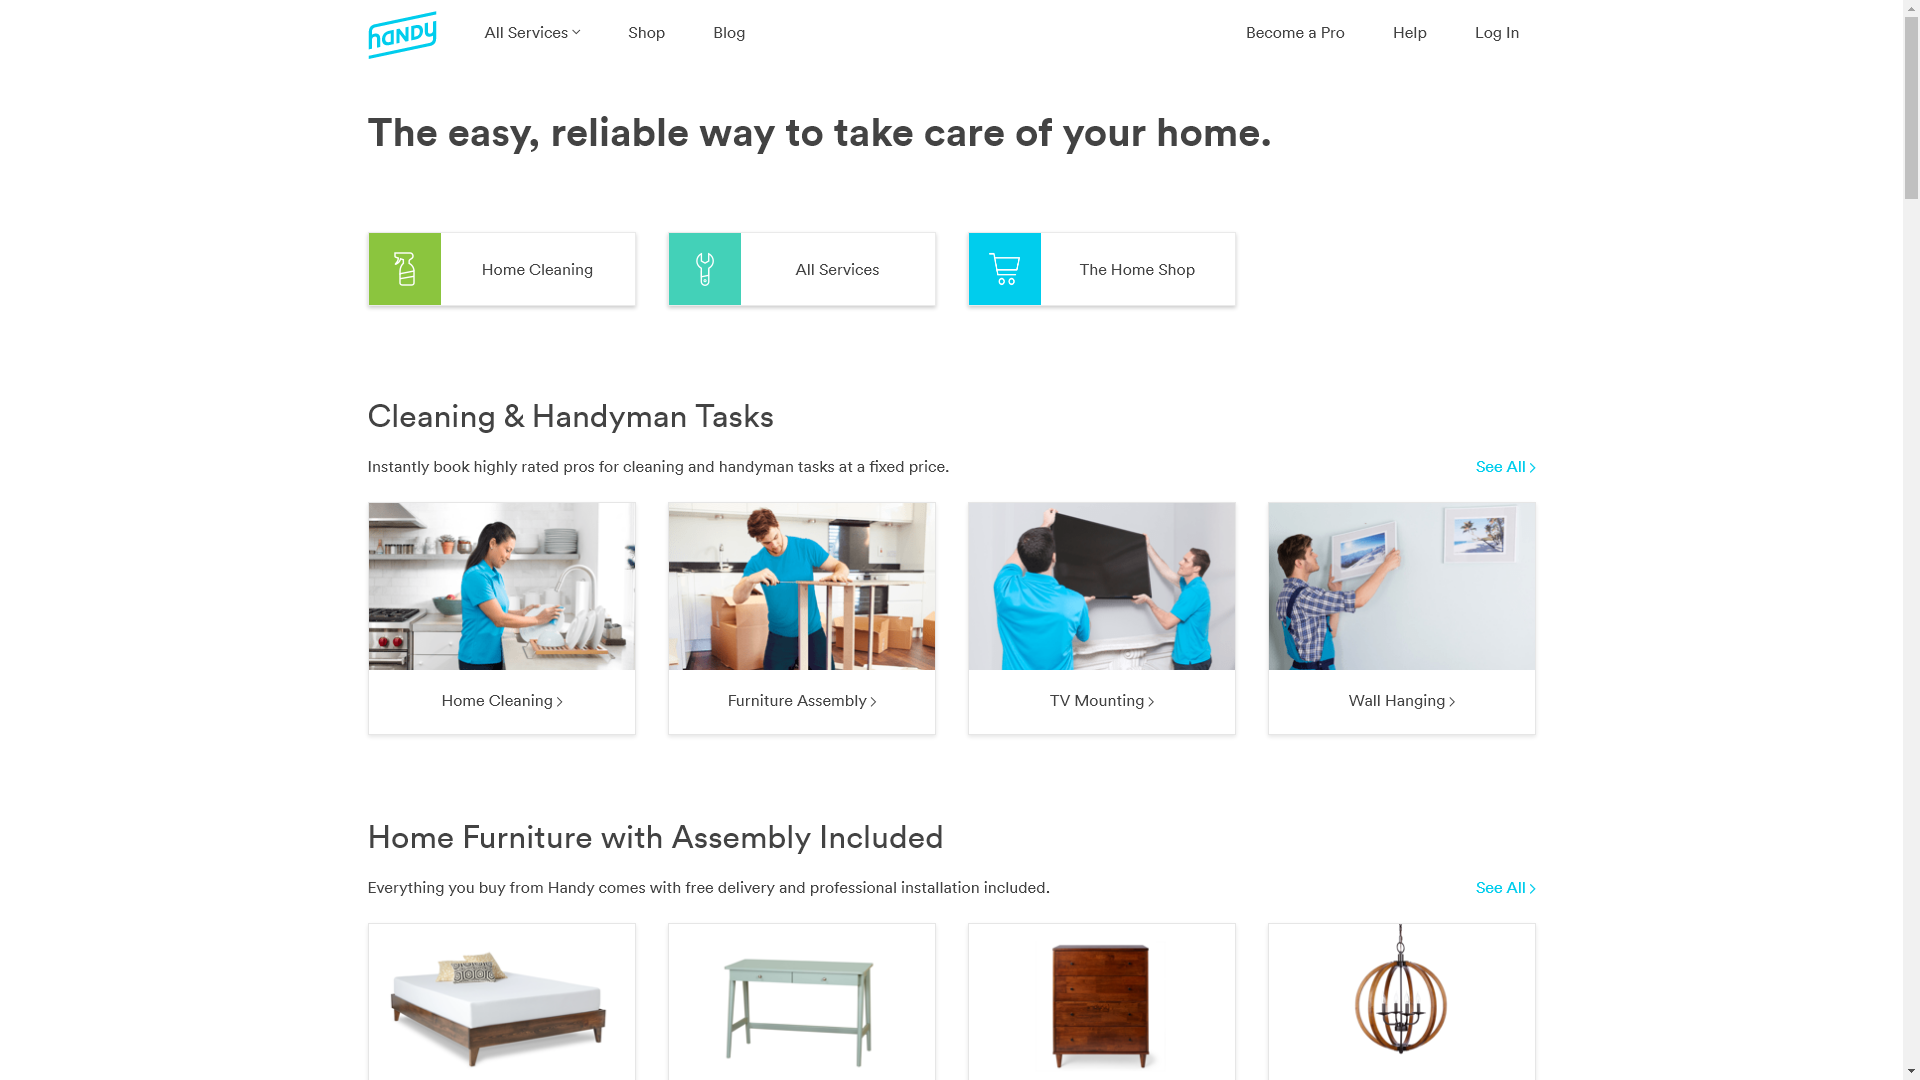 HANDY
All Services
Shop
Blog
Become a Pro
Help
Log In
The easy, reliable way to take care of your home.
Home Cleaning
All Services
The Home Shop
Cleaning & Handyman Tasks
Instantly book highly rated pros for cleaning and handyman tasks at a fixed price.
See All
Home Cleaning
Furniture Assembly
TV Mounting
Wall Hanging
Home Furniture with Assembly Included
Everything you buy from Handy comes with free delivery and professional installation included.
See All